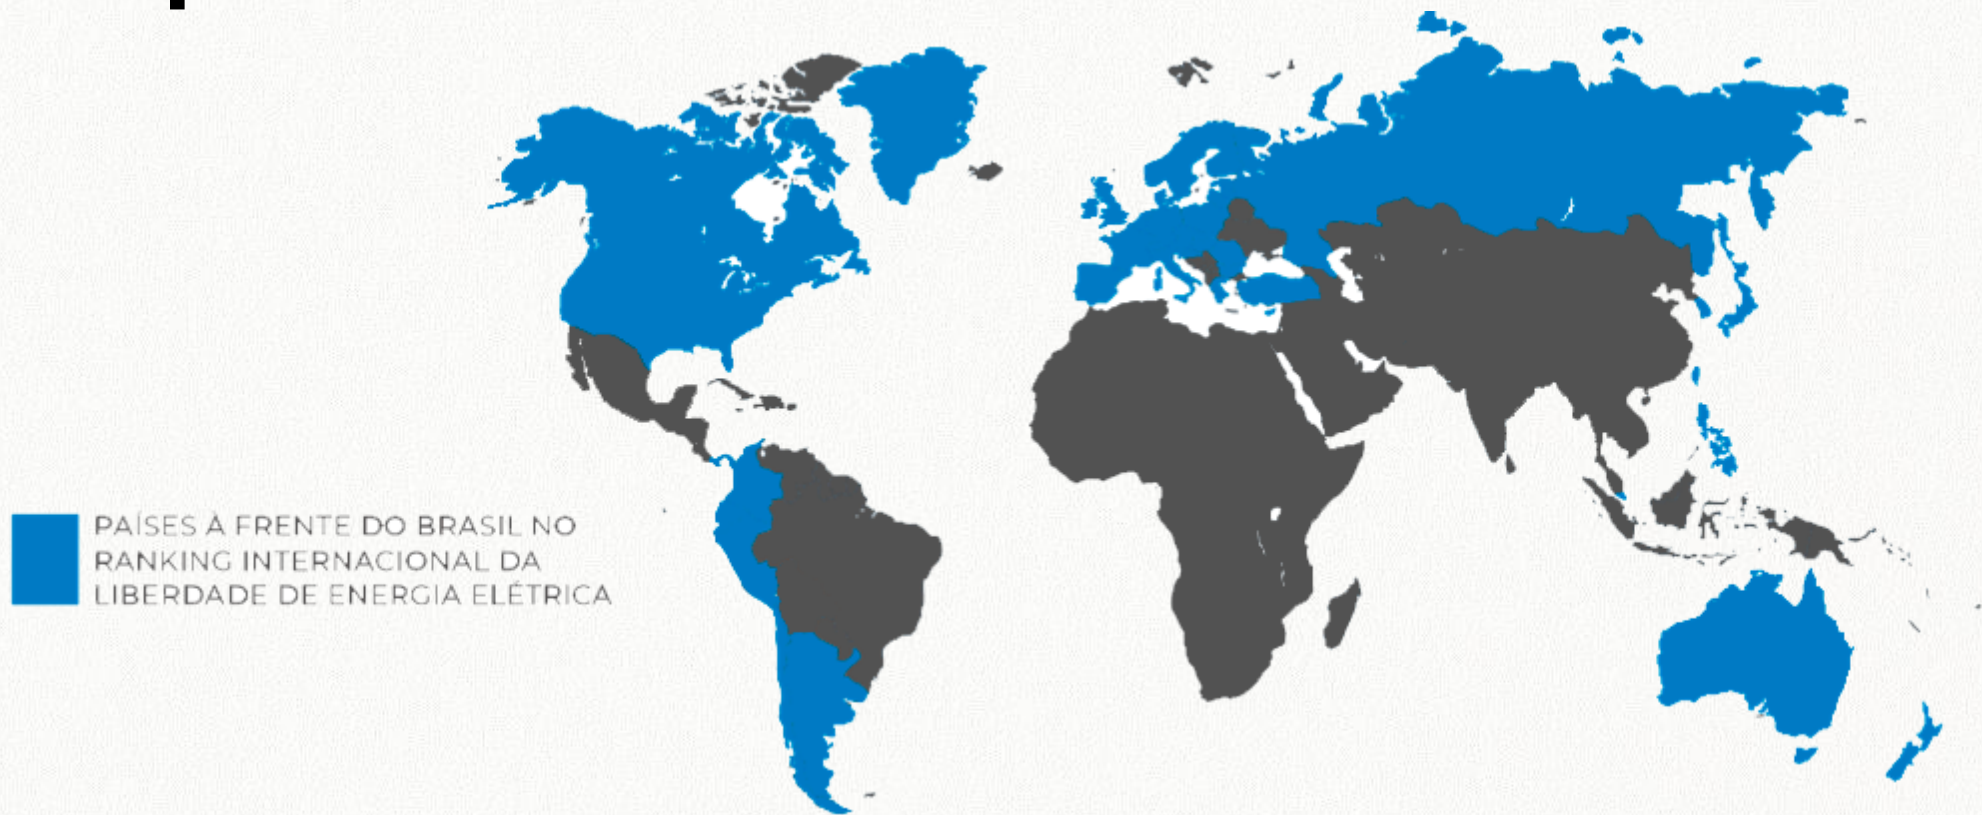 PAÍSES À FRENTE DO BRASIL NO
RANKING INTERNACIONAL DA
LIBERDADE DE ENERGIA ELÉTRICA